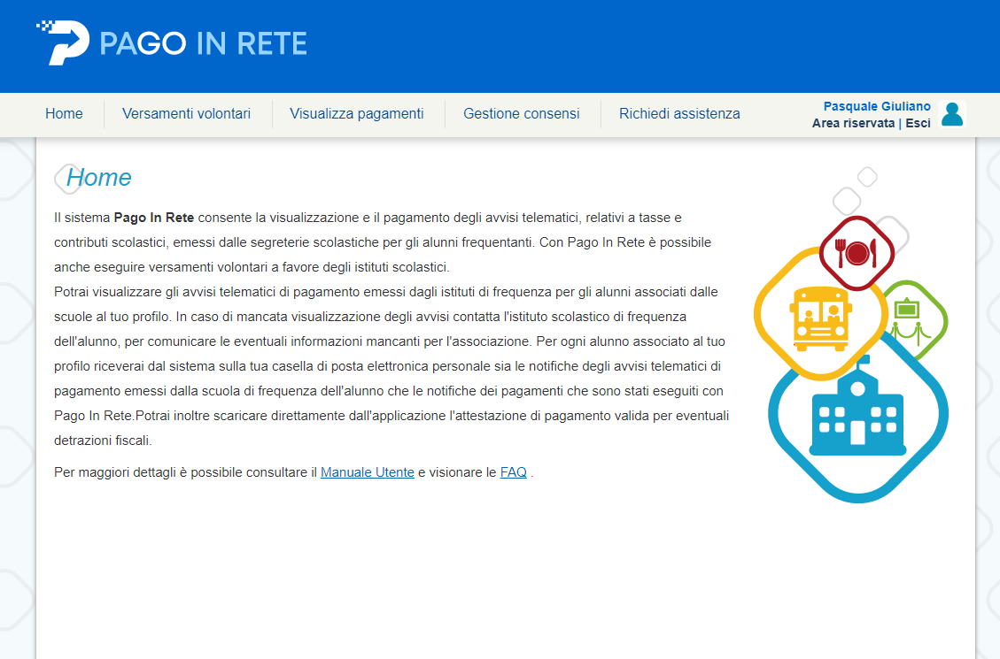 PAGO IN RETE
Home
Versamenti volontari
Visualizza pagamenti
Gestione consensi
Richiedi assistenza
Pasquale Giuliano
Area riservata | Esci
Home
Il sistema Pago In Rete consente la visualizzazione e il pagamento degli avvisi telematici, relativi a tasse e
contributi scolastici, emessi dalle segreterie scolastiche per gli alunni frequentanti. Con Pago In Rete è possibile
anche eseguire versamenti volontari a favore degli istituti scolastici.
Potrai visualizzare gli avvisi telematici di pagamento emessi dagli istituti di frequenza per gli alunni associati dalle
scuole al tuo profilo. In caso di mancata visualizzazione degli avvisi contatta l'istituto scolastico di frequenza
dell'alunno, per comunicare le eventuali informazioni mancanti per l'associazione. Per ogni alunno associato al tuo
profilo riceverai dal sistema sulla tua casella di posta elettronica personale sia le notifiche degli avvisi telematici di
pagamento emessi dalla scuola di frequenza dell'alunno che le notifiche dei pagamenti che sono stati eseguiti con
Pago In Rete.Potrai inoltre scaricare direttamente dall'applicazione l'attestazione di pagamento valida per eventuali
detrazioni fiscali.
Per maggiori dettagli è possibile consultare il Manuale Utente e visionare le FAQ .